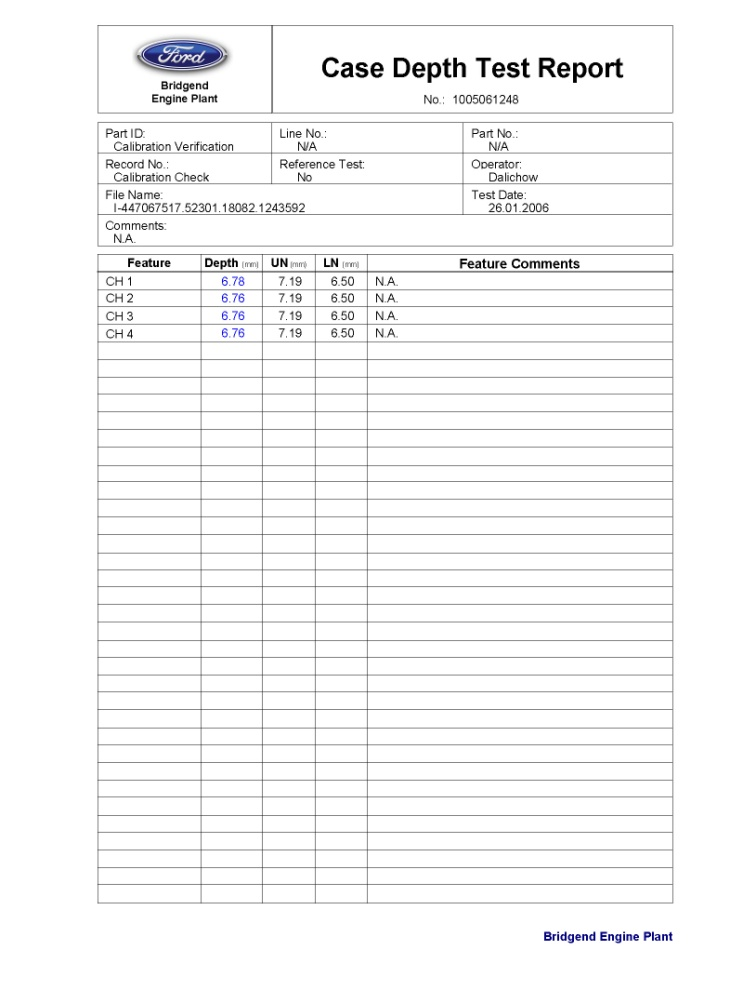 Ford
Bridgend
Engine Plant
Case Depth Test Report
No.: 1005061248
Part ID:
Calibration Verification
Line No.:
N/A
Part No.:
N/A
Record No.:
Calibration Check
Reference Test:
No
Operator:
Dalichow
File Name:
I-447067517.52301.18082.1243592
Test Date:
26.01.2006
Comments:
N.A.
Feature Depth (mm) UN (mm) LN (mm) Feature Comments
CH 1 6.78 7.19 6.50 N.A.
CH 2 6.76 7.19 6.50 N.A.
CH 3 6.76 7.19 6.50 N.A.
CH 4 6.76 7.19 6.50 N.A.
Bridgend Engine Plant